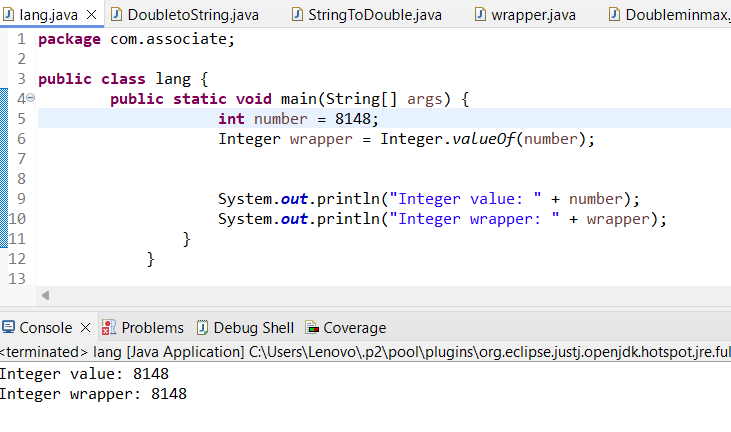 lang.java DoubletoString.java StringToDouble.java wrapper.java Doubleminmax.
1 package com.associate;
2
3 public class lang {
4 public static void main(String[] args) {
5 int number = 8148;
6 Integer wrapper = Integer.valueOf(number);
7
8
9 System.out.println("Integer value: " + number);
10 System.out.println("Integer wrapper: " + wrapper);
11 }
12 }
13
Console Problems Debug Shell Coverage
<terminated> lang [Java Application] C:\Users\Lenovo\.p2\pool\plugins\org.eclipse.justj.openjdk.hotspot.jre.ful
Integer value: 8148
Integer wrapper: 8148